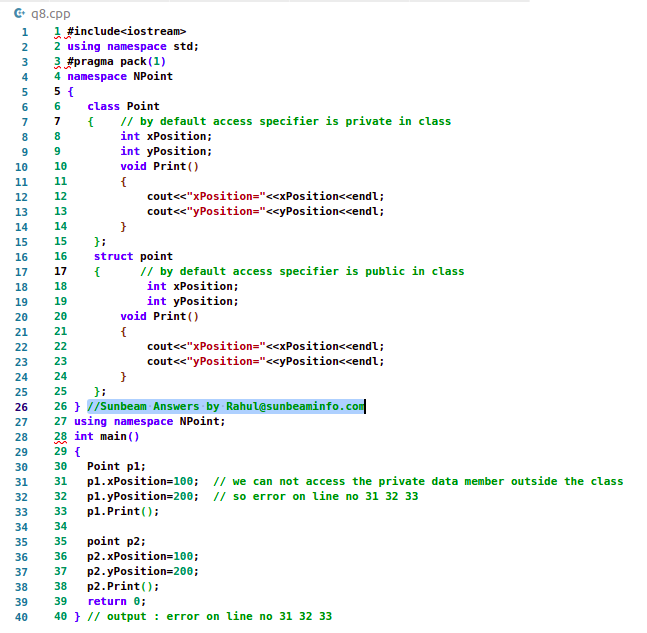 q8.cpp
1 1 #include<iostream>
2 2 using namespace std;
3 3 #pragma pack(1)
4 4 namespace NPoint
5 5 {
6 6 class Point
7 7 { // by default access specifier is private in class
8 8 int xPosition;
9 9 int yPosition;
10 10 void Print()
11 11 {
12 12 cout<<"xPosition="<<xPosition<<endl;
13 13 cout<<"yPosition="<<yPosition<<endl;
14 14 }
15 15 };
16 16 struct point
17 17 { // by default access specifier is public in class
18 18 int xPosition;
19 19 int yPosition;
20 20 void Print()
21 21 {
22 22 cout<<"xPosition="<<xPosition<<endl;
23 23 cout<<"yPosition="<<yPosition<<endl;
24 24 }
25 25 };
26 26 } //Sunbeam Answers by Rahul@sunbeaminfo.com
27 27 using namespace NPoint;
28 28 int main()
29 29 {
30 30 Point p1;
31 31 p1.xPosition=100; // we can not access the private data member outside the class
32 32 p1.yPosition=200; // so error on line no 31 32 33
33 33 p1.Print();
34 34
35 35 point p2;
36 36 p2.xPosition=100;
37 37 p2.yPosition=200;
38 38 p2.Print();
39 39 return 0;
40 40 } // output : error on line no 31 32 33